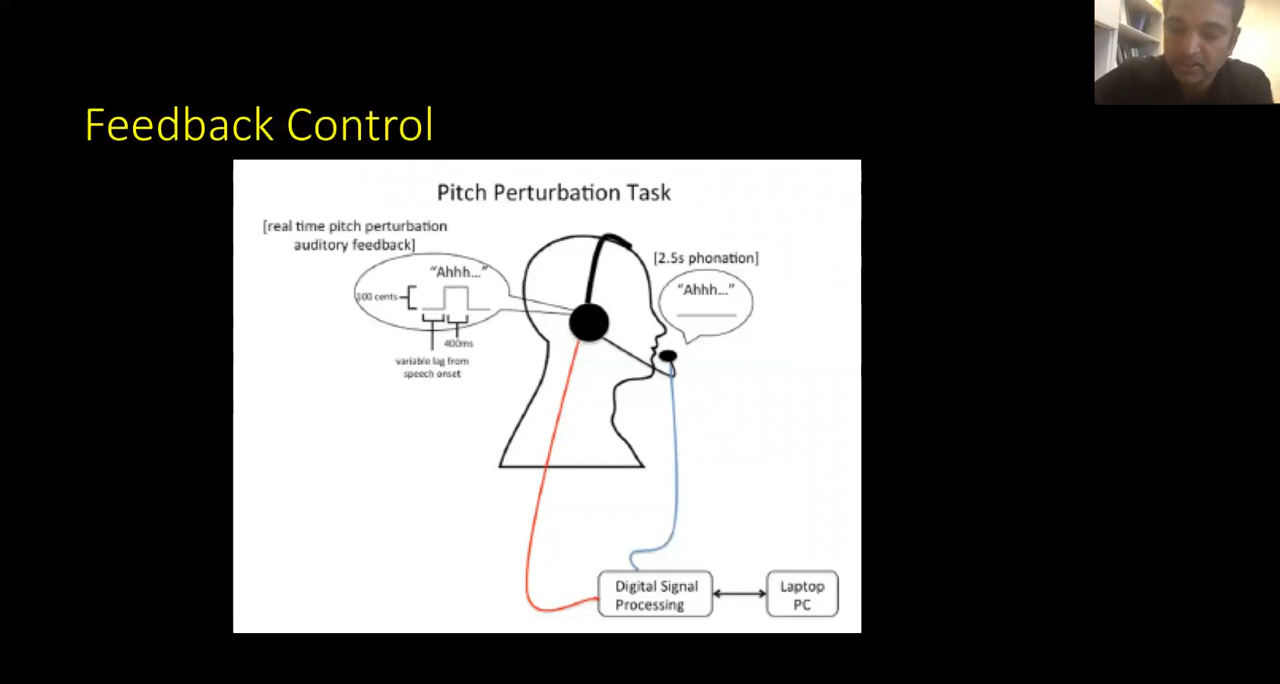 Feedback Control
Pitch Perturbation Task
[real time pitch perturbation
auditory feedback]
[2.5s phonation]
"Ahhh..."
"Ahhh..."
100 cents
400ms
variable lag from
speech onset
Digital Signal
Processing
Laptop
PC